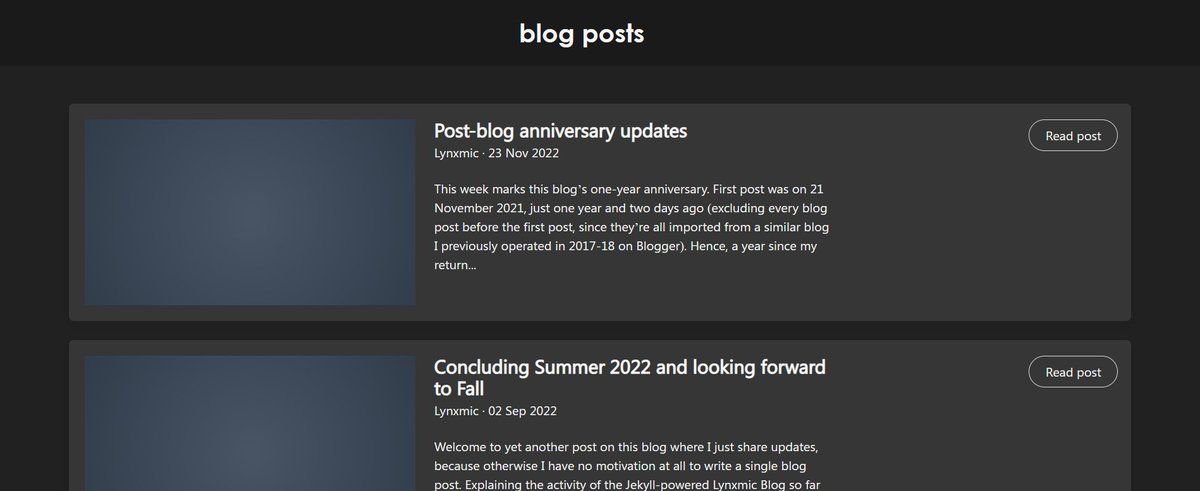 blog posts
Post-blog anniversary updates
Read post
Lynxmic · 23 Nov 2022
This week marks this blog's one-year anniversary. First post was on 21
November 2021, just one year and two days ago (excluding every blog
post before the first post, since they're all imported from a similar blog
I previously operated in 2017-18 on Blogger). Hence, a year since my
return...
Concluding Summer 2022 and looking forward
to Fall
Read post
Lynxmic · 02 Sep 2022
Welcome to yet another post on this blog where I just share updates,
because otherwise I have no motivation at all to write a single blog
post. Explaining the activity of the Jekyll-powered Lynxmic Blog so far